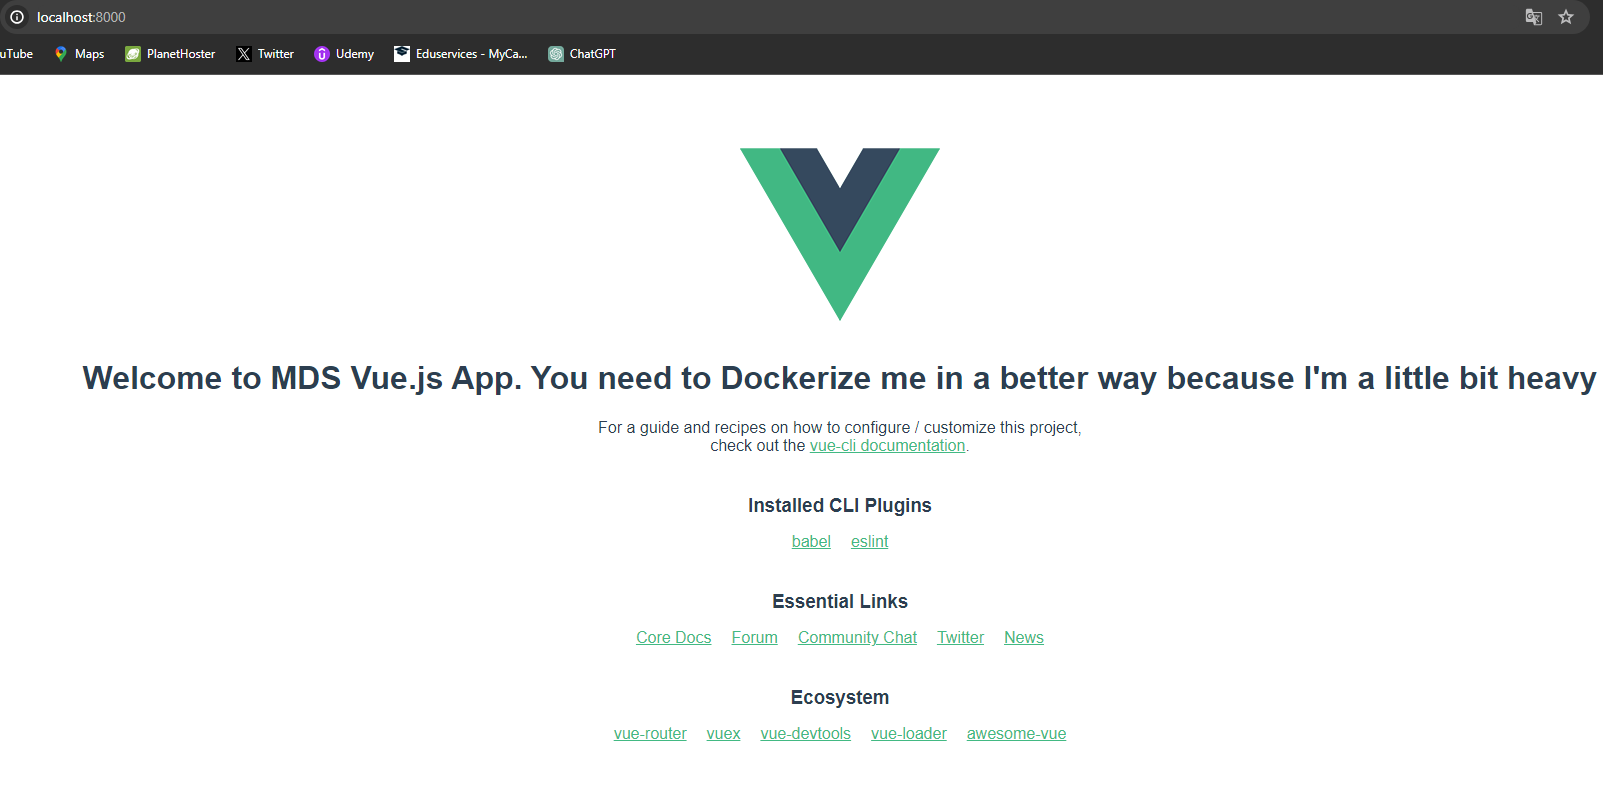 localhost:8000
uTube Maps PlanetHoster Twitter Udemy Eduservices - MyCa... ChatGPT
Welcome to MDS Vue.js App. You need to Dockerize me in a better way because I'm a little bit heavy
For a guide and recipes on how to configure / customize this project,
check out the vue-cli documentation.
Installed CLI Plugins
babel eslint
Essential Links
Core Docs Forum Community Chat Twitter News
Ecosystem
vue-router vuex vue-devtools vue-loader awesome-vue